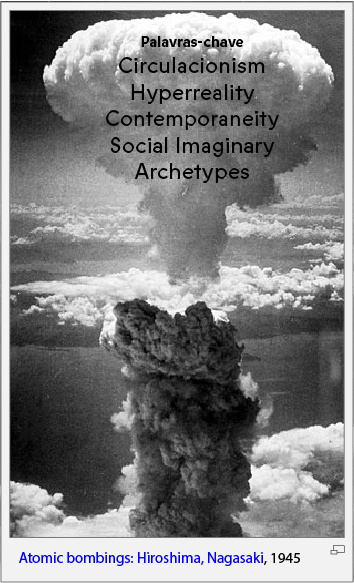 Palavras-chave
Circulacionism
Hyperreality
Contemporaneity
Social Imaginary
Archetypes
Atomic bombings: Hiroshima, Nagasaki, 1945